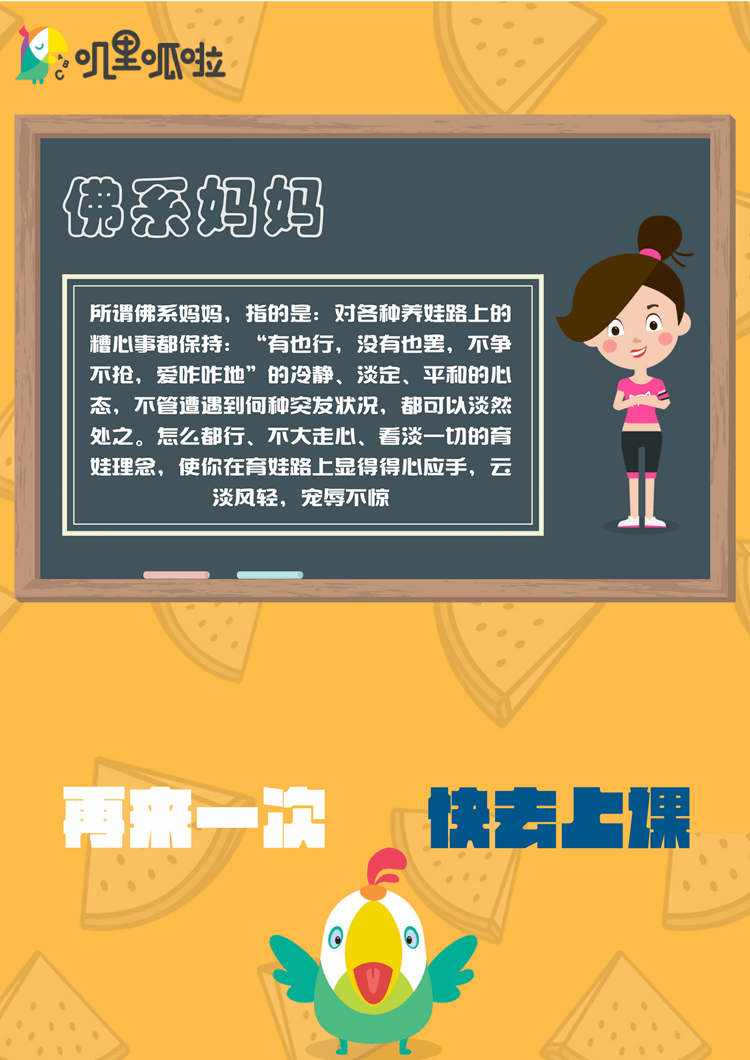 ABC 叽里呱啦
佛系妈妈
所谓佛系妈妈，指的是：对各种养娃路上的
糟心事都保持：“有也行，没有也罢，不争
不抢，爱咋咋地”的冷静、淡定、平和的心
态，不管遭遇到何种突发状况，都可以淡然
处之。怎么都行、不大走心、看淡一切的育
娃理念，使你在育娃路上显得得心应手，云
淡风轻，宠辱不惊
再来一次 快去上课